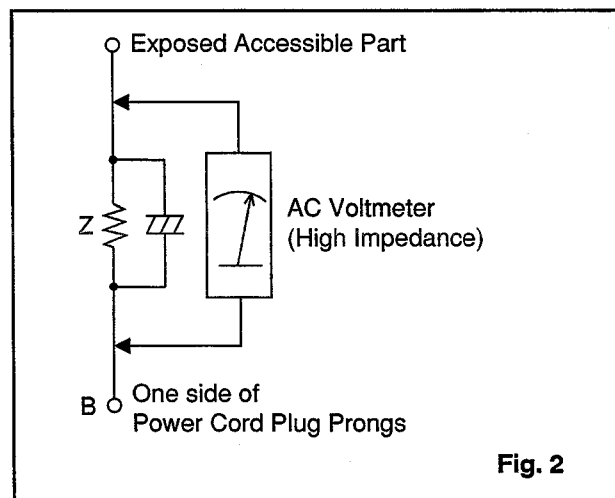 Exposed Accessible Part
Z
AC Voltmeter
(High Impedance)
B
One side of
Power Cord Plug Prongs
Fig. 2